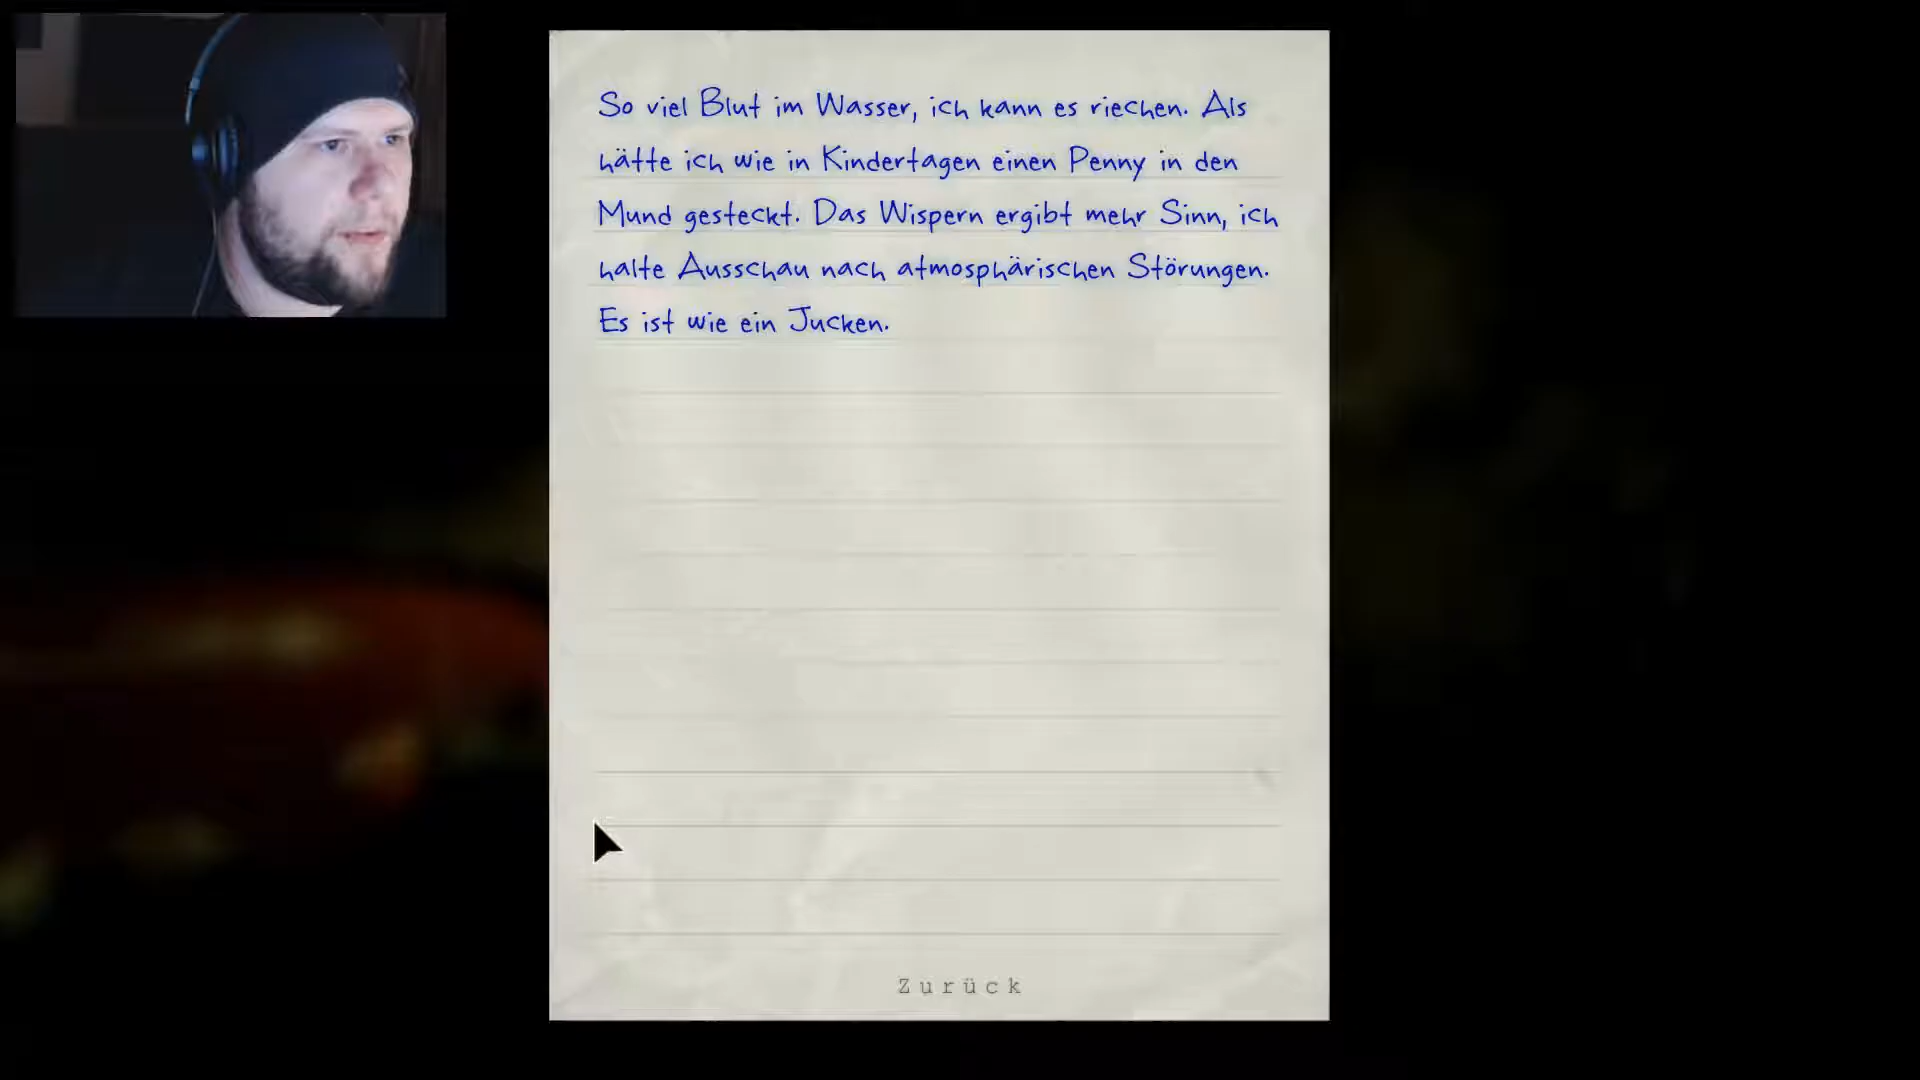 So viel Blut im Wasser, ich kann es riechen. Als
hätte ich wie in Kindertagen einen Penny in den
Mund gesteckt. Das Wispern ergibt mehr Sinn, ich
halte Ausschau nach atmosphärischen Störungen.
Es ist wie ein Jucken.
Zurück